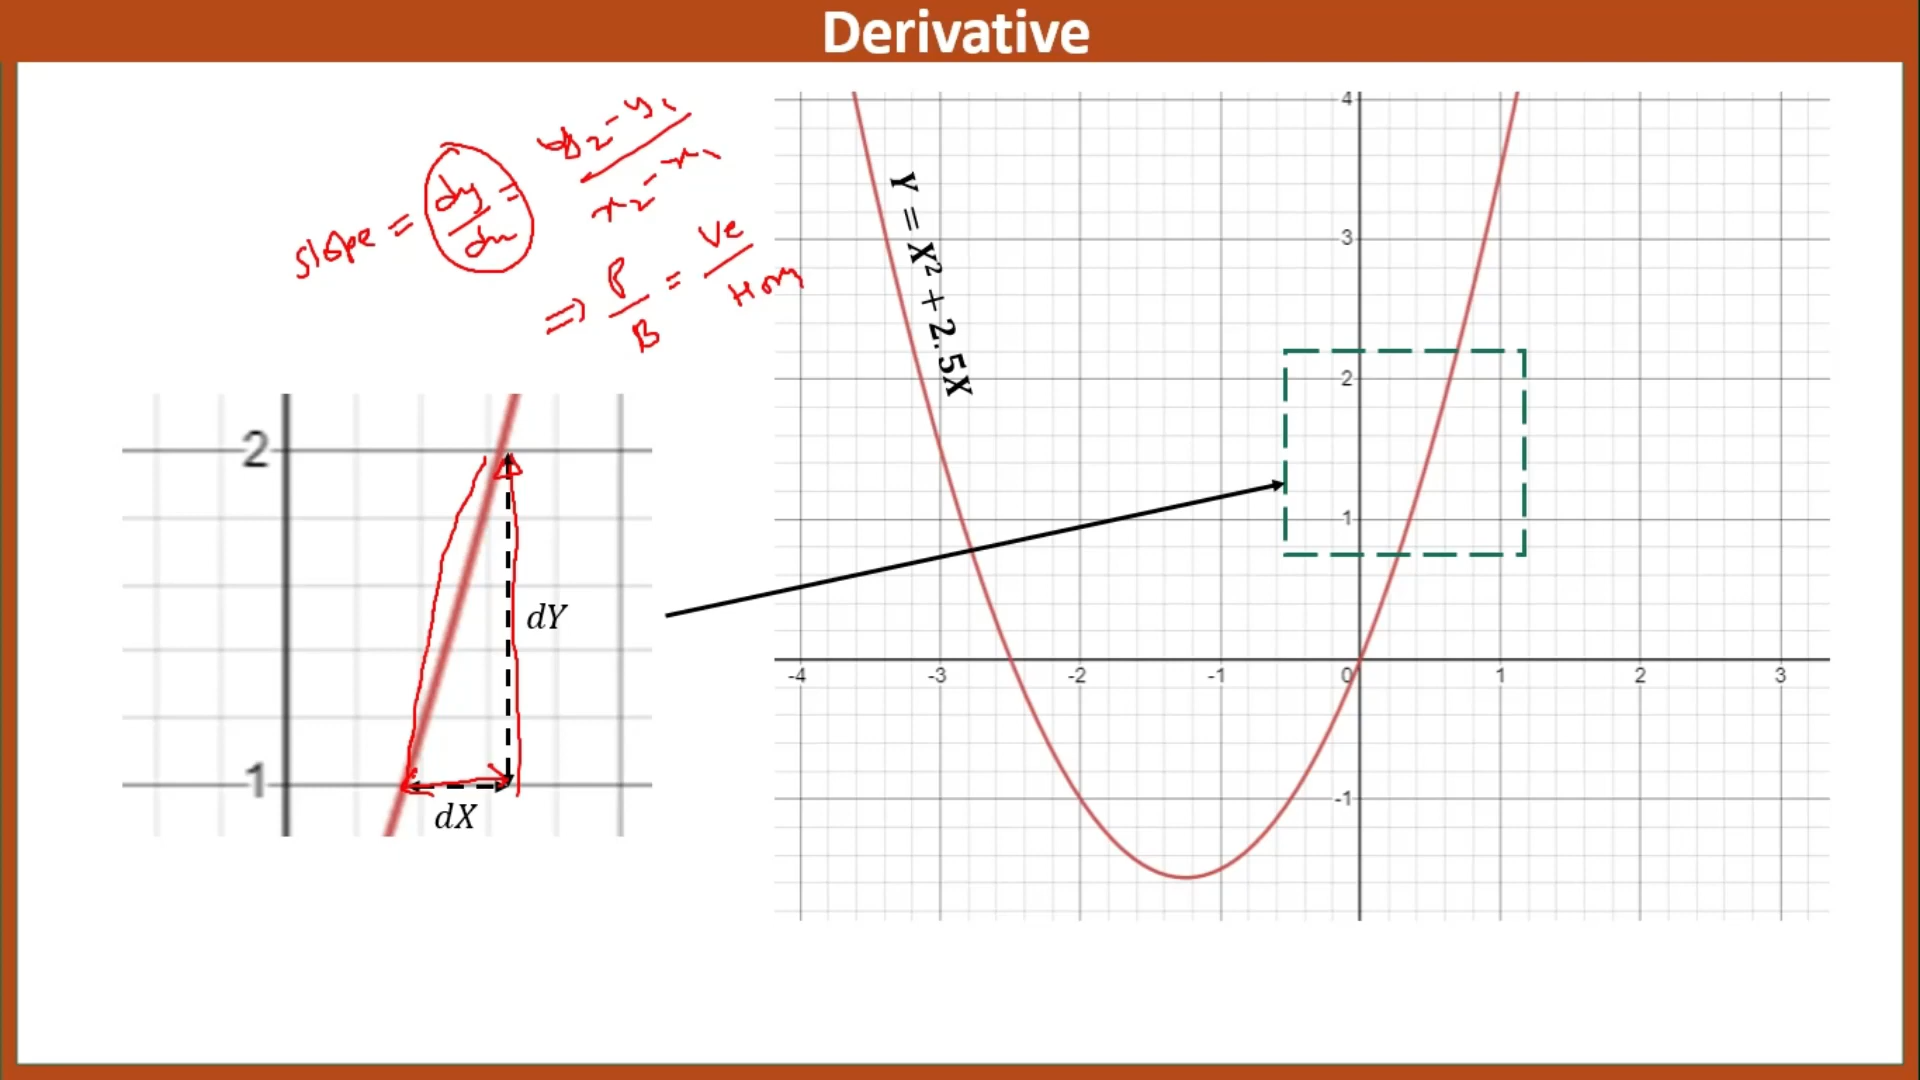 Derivative
slope = dy/dx = y₂-y₁/x₂-x₁
⇒ P/B = Ve/Hom
Y = X² + 2.5X
2
1
dY
dX
4
3
2
1
-4 -3 -2 -1 0 1 2 3
-1